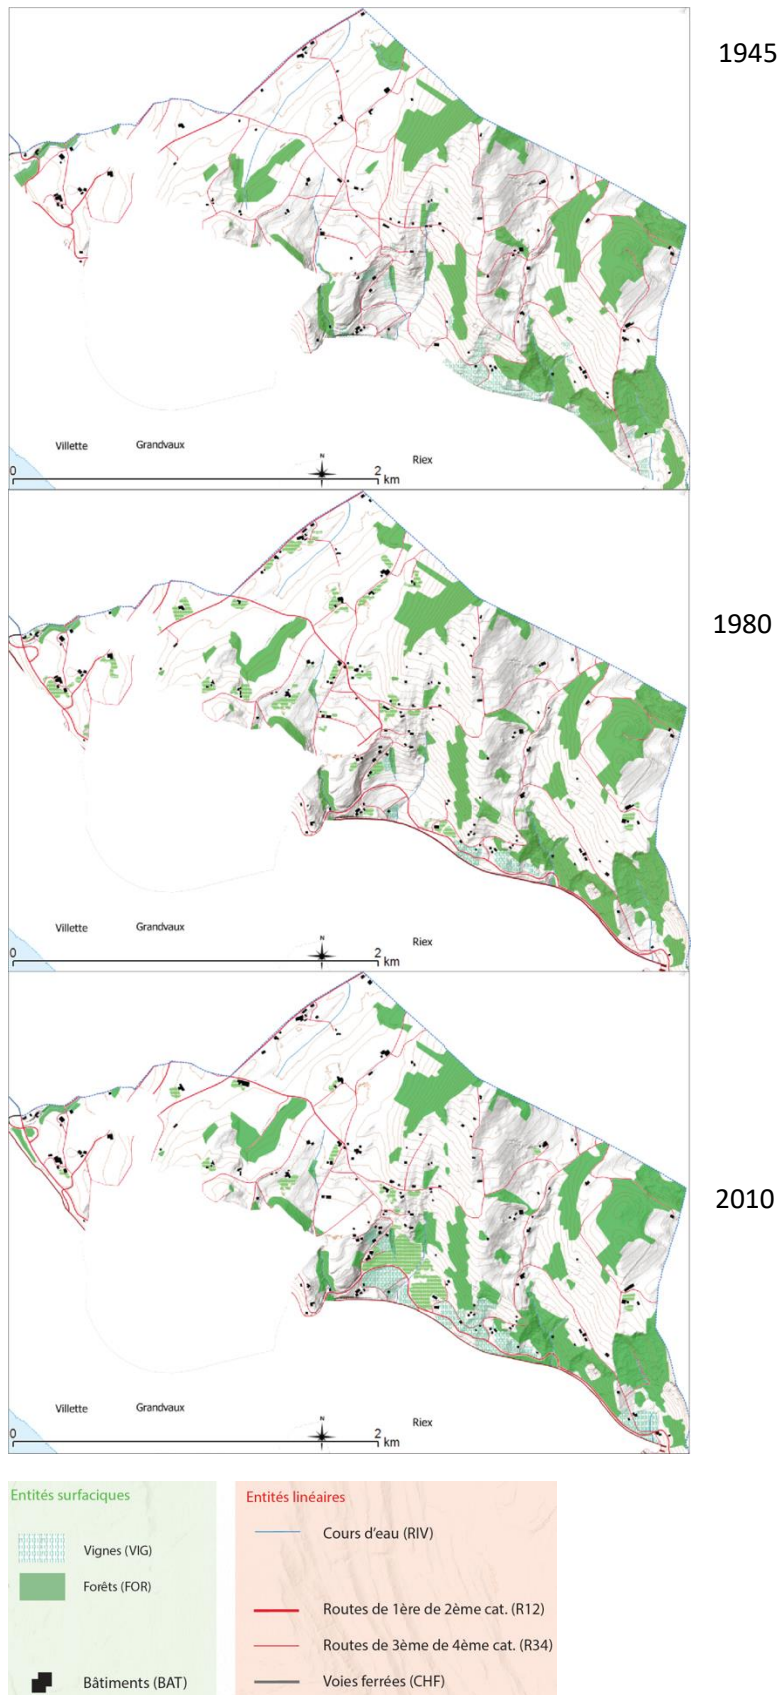 1945
Villette Grandvaux Riex
N
0 2
km
1980
Villette Grandvaux Riex
N
0 2
km
2010
Villette Grandvaux Riex
N
0 2
km
Entités surfaciques
Vignes (VIG)
Forêts (FOR)
Bâtiments (BAT)
Entités linéaires
Cours d'eau (RIV)
Routes de 1ère de 2ème cat. (R12)
Routes de 3ème de 4ème cat. (R34)
Voies ferrées (CHF)